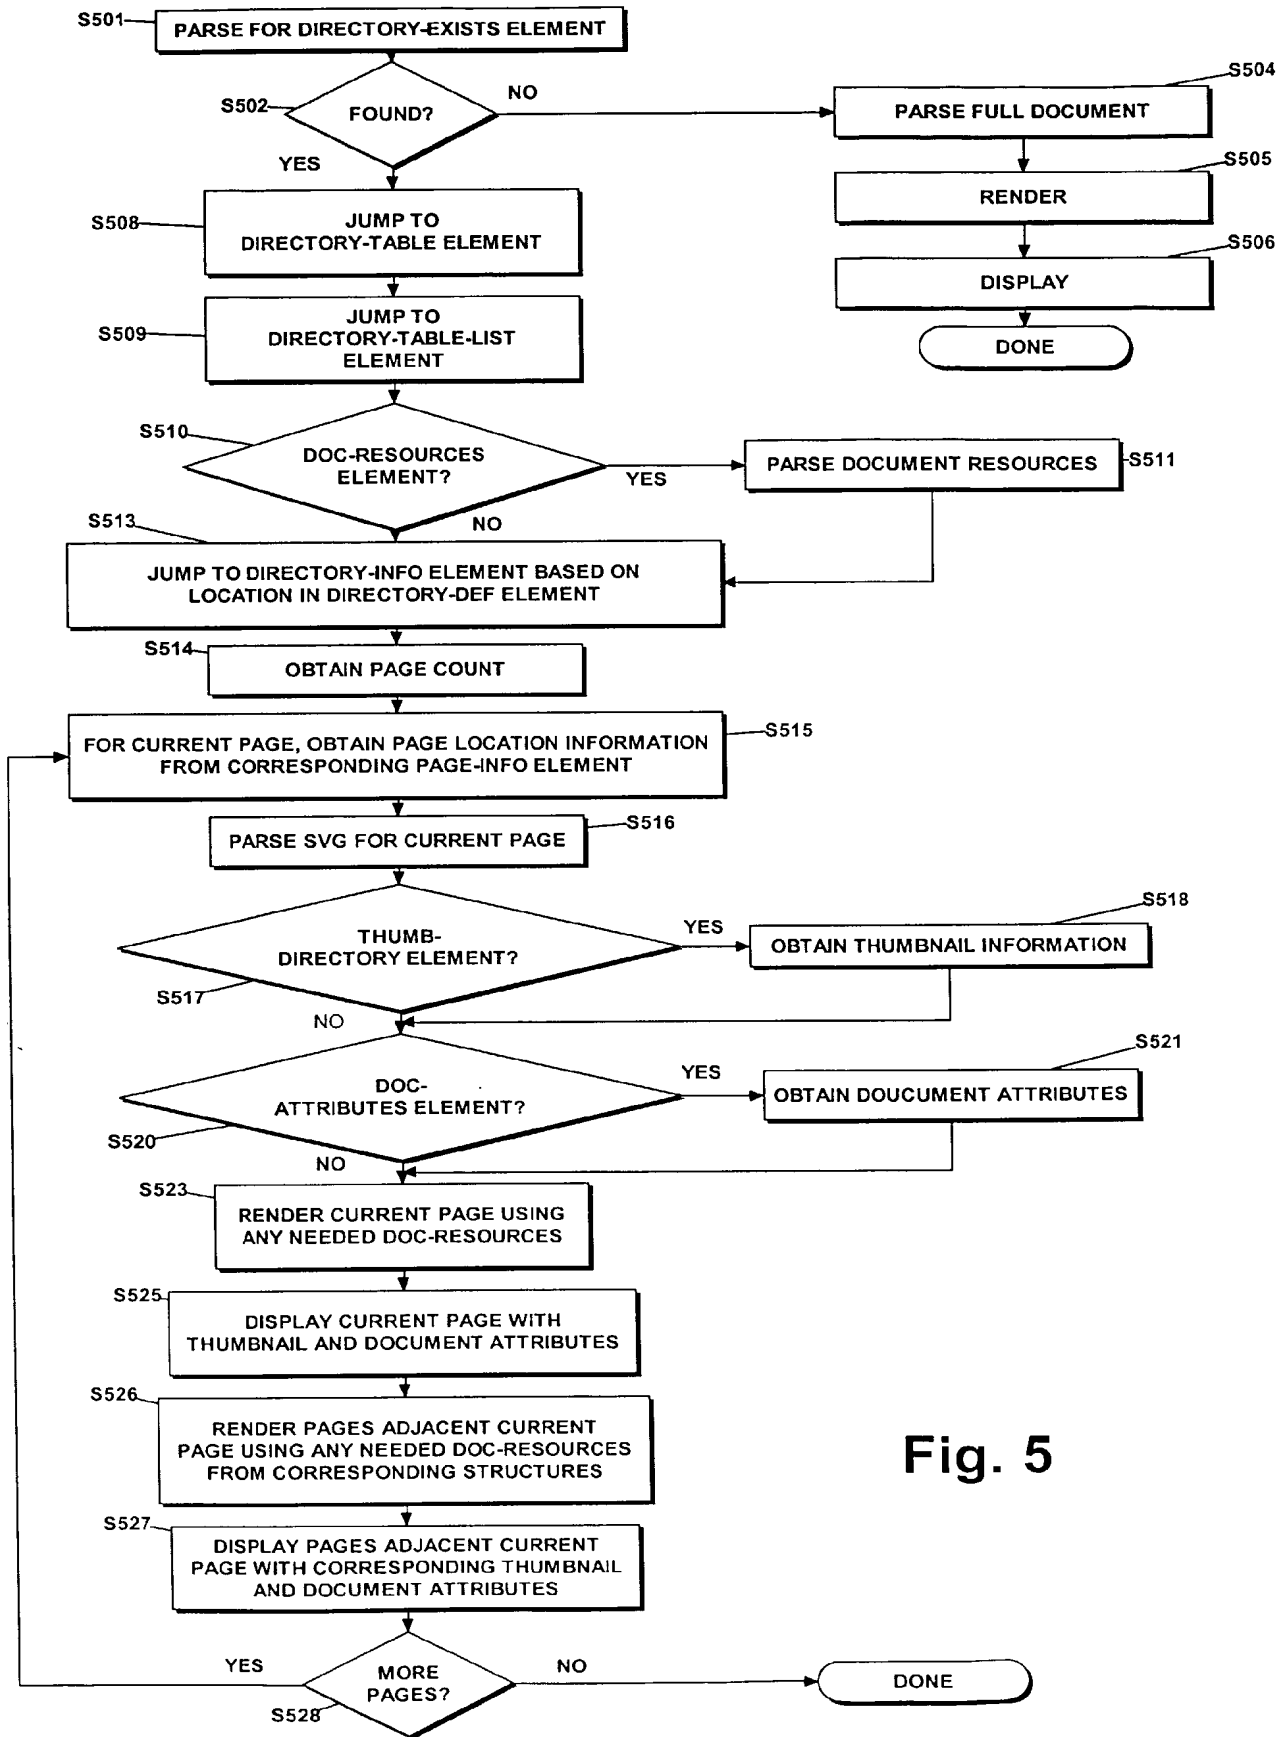 S501
PARSE FOR DIRECTORY-EXISTS ELEMENT
S502
FOUND?
NO
YES
S504
PARSE FULL DOCUMENT
S505
RENDER
S506
DISPLAY
DONE
S508
JUMP TO
DIRECTORY-TABLE ELEMENT
S509
JUMP TO
DIRECTORY-TABLE-LIST
ELEMENT
S510
DOC-RESOURCES
ELEMENT?
YES
NO
PARSE DOCUMENT RESOURCES
S511
S513
JUMP TO DIRECTORY-INFO ELEMENT BASED ON
LOCATION IN DIRECTORY-DEF ELEMENT
S514
OBTAIN PAGE COUNT
S515
FOR CURRENT PAGE, OBTAIN PAGE LOCATION INFORMATION
FROM CORRESPONDING PAGE-INFO ELEMENT
S516
PARSE SVG FOR CURRENT PAGE
THUMB-
DIRECTORY ELEMENT?
S517
YES
NO
S518
OBTAIN THUMBNAIL INFORMATION
DOC-
ATTRIBUTES ELEMENT?
S520
YES
NO
S521
OBTAIN DOUCUMENT ATTRIBUTES
S523
RENDER CURRENT PAGE USING
ANY NEEDED DOC-RESOURCES
S525
DISPLAY CURRENT PAGE WITH
THUMBNAIL AND DOCUMENT ATTRIBUTES
S526
RENDER PAGES ADJACENT CURRENT
PAGE USING ANY NEEDED DOC-RESOURCES
FROM CORRESPONDING STRUCTURES
S527
DISPLAY PAGES ADJACENT CURRENT
PAGE WITH CORRESPONDING THUMBNAIL
AND DOCUMENT ATTRIBUTES
MORE
PAGES?
S528
YES
NO
DONE
Fig. 5